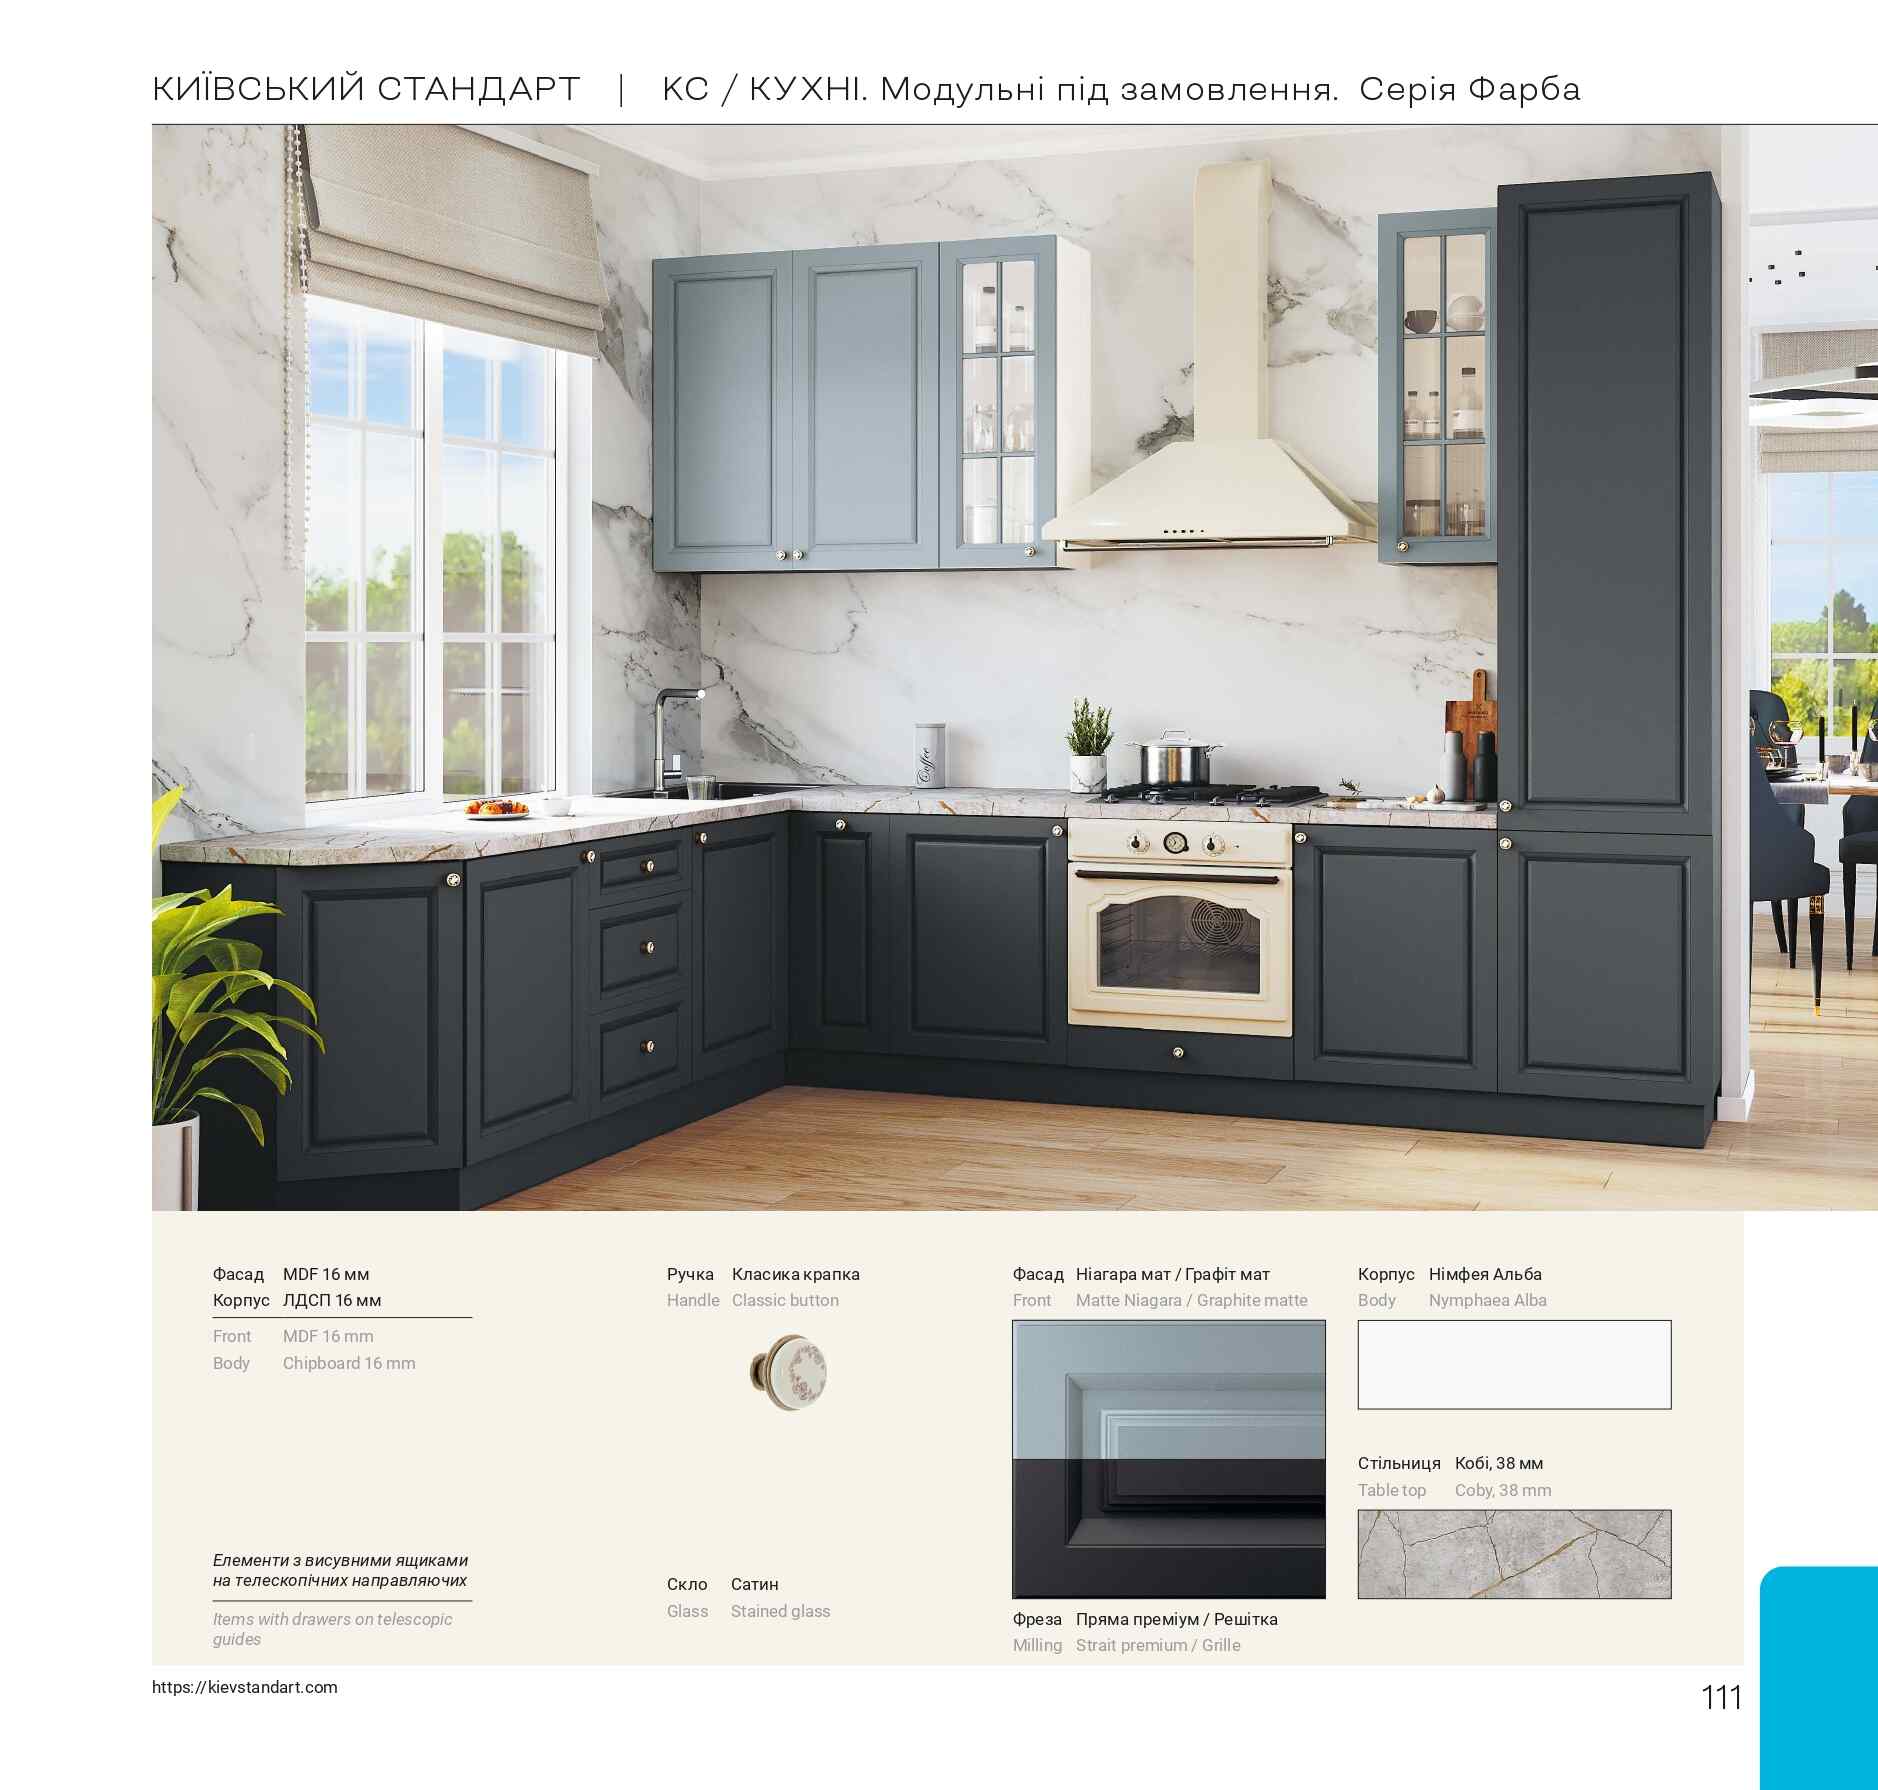 КИЇВСЬКИЙ СТАНДАРТ | КС / КУХНІ. Модульні під замовлення. Серія Фарба
Coffee
Фасад MDF 16 мм
Корпус ЛДСП 16 мм
Front MDF 16 mm
Body Chipboard 16 mm
Елементи з висувними ящиками
на телескопічних направляючих
Items with drawers on telescopic
guides
Ручка Класика крапка
Handle Classic button
Скло Сатин
Glass Stained glass
Фасад Ніагара мат / Графіт мат
Front Matte Niagara / Graphite matte
Фреза Пряма преміум / Решітка
Milling Strait premium / Grille
Корпус Німфея Альба
Body Nymphaea Alba
Стільниця Кобі, 38 мм
Table top Coby, 38 mm
https://kievstandart.com
111